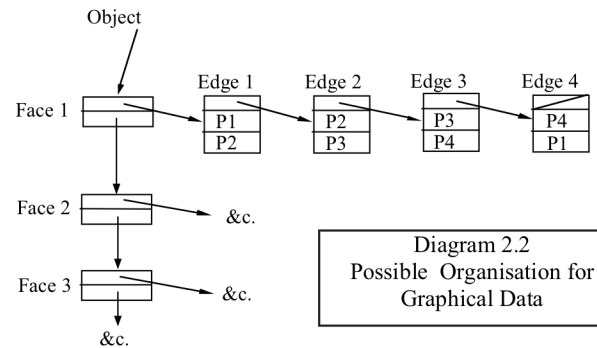 Object
Edge 1 Edge 2 Edge 3 Edge 4
Face 1
P1 P2 P3 P4
P2 P3 P4 P1
Face 2
&c.
Face 3
&c.
&c.
Diagram 2.2
Possible Organisation for
Graphical Data